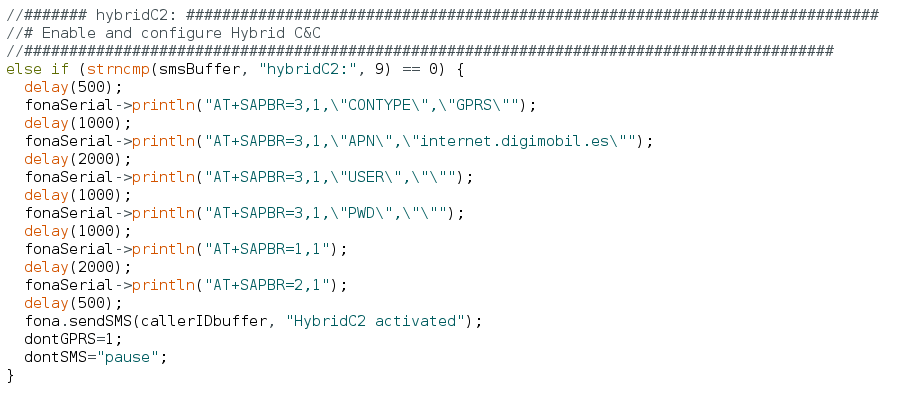 //####### hybridC2: #############################################################################
//# Enable and configure Hybrid C&C
//##########################################################################################
else if (strncmp(smsBuffer, "hybridC2:", 9) == 0) {
  delay(500);
  fonaSerial->println("AT+SAPBR=3,1,\"CONTYPE\",\"GPRS\"");
  delay(1000);
  fonaSerial->println("AT+SAPBR=3,1,\"APN\",\"internet.digimobil.es\"");
  delay(2000);
  fonaSerial->println("AT+SAPBR=3,1,\"USER\",\"\"");
  delay(1000);
  fonaSerial->println("AT+SAPBR=3,1,\"PWD\",\"\"");
  delay(1000);
  fonaSerial->println("AT+SAPBR=1,1");
  delay(2000);
  fonaSerial->println("AT+SAPBR=2,1");
  delay(500);
  fona.sendSMS(callerIDbuffer, "HybridC2 activated");
  dontGPRS=1;
  dontSMS="pause";
}